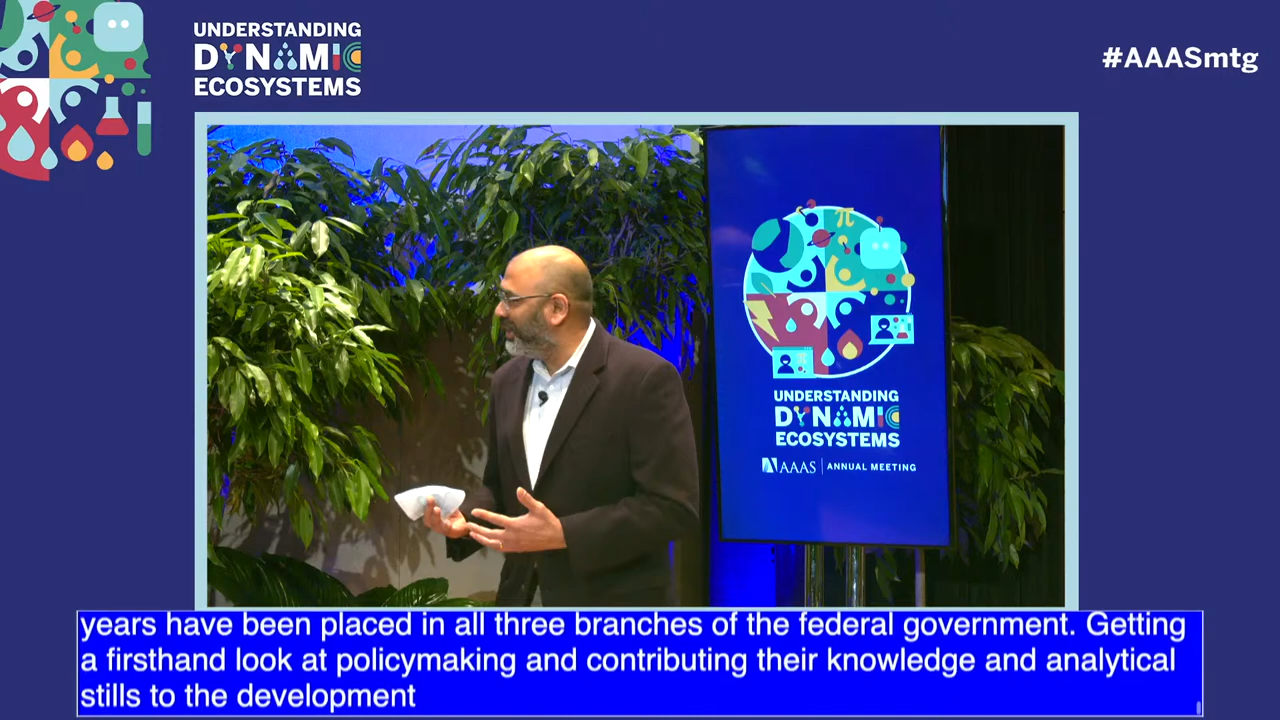 UNDERSTANDING
DYNAMIC
ECOSYSTEMS
#AAASmtg
π
UNDERSTANDING
DYNAMIC
ECOSYSTEMS
AAAS | ANNUAL MEETING
years have been placed in all three branches of the federal government. Getting
a firsthand look at policymaking and contributing their knowledge and analytical
stills to the development